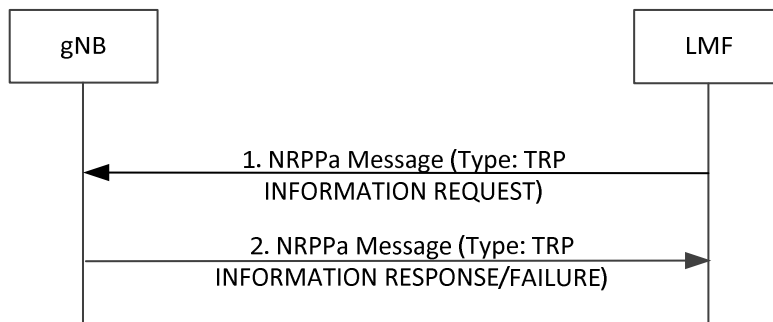 gNB
LMF
1. NRPPa Message (Type: TRP
INFORMATION REQUEST)
2. NRPPa Message (Type: TRP
INFORMATION RESPONSE/FAILURE)